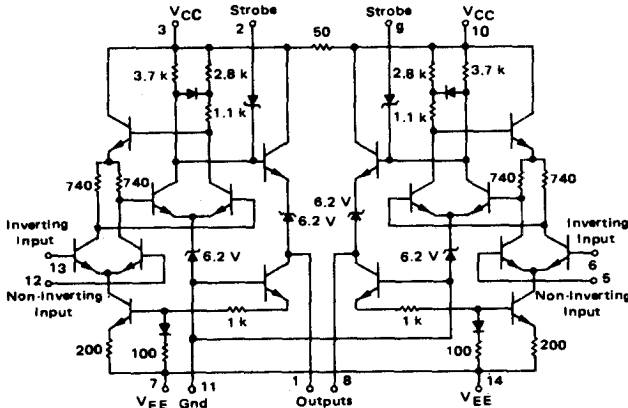 VCC Strobe Strobe VCC
3 2 g 10
50
3.7 k 2.8 k 2.8 k 3.7 k
1.1 k 1.1 k
740 740 740 740
6.2 V 6.2 V
Inverting Input Inverting Input
6.2 V 6.2 V
13 6
12 5
Non-Inverting Input Non-Inverting Input
1 k 1 k
200 100 100 200
7 11 1 8 14
VEE Gnd Outputs VEE